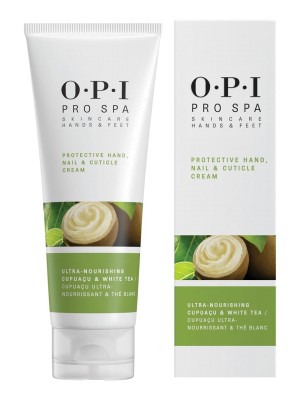 O·P·I
PRO SPA
SKINCARE
HANDS & FEET
PROTECTIVE HAND,
NAIL & CUTICLE
CREAM
ULTRA-NOURISHING
CUPUAÇU & WHITE TEA /
CUPUAÇU ULTRA-
NOURRISSANT & THÉ BLANC
O·P·I
PRO SPA
SKINCARE
HANDS & FEET
PROTECTIVE HAND,
NAIL & CUTICLE
CREAM
ULTRA-NOURISHING
CUPUAÇU & WHITE TEA /
CUPUAÇU ULTRA-
NOURRISSANT & THÉ BLANC